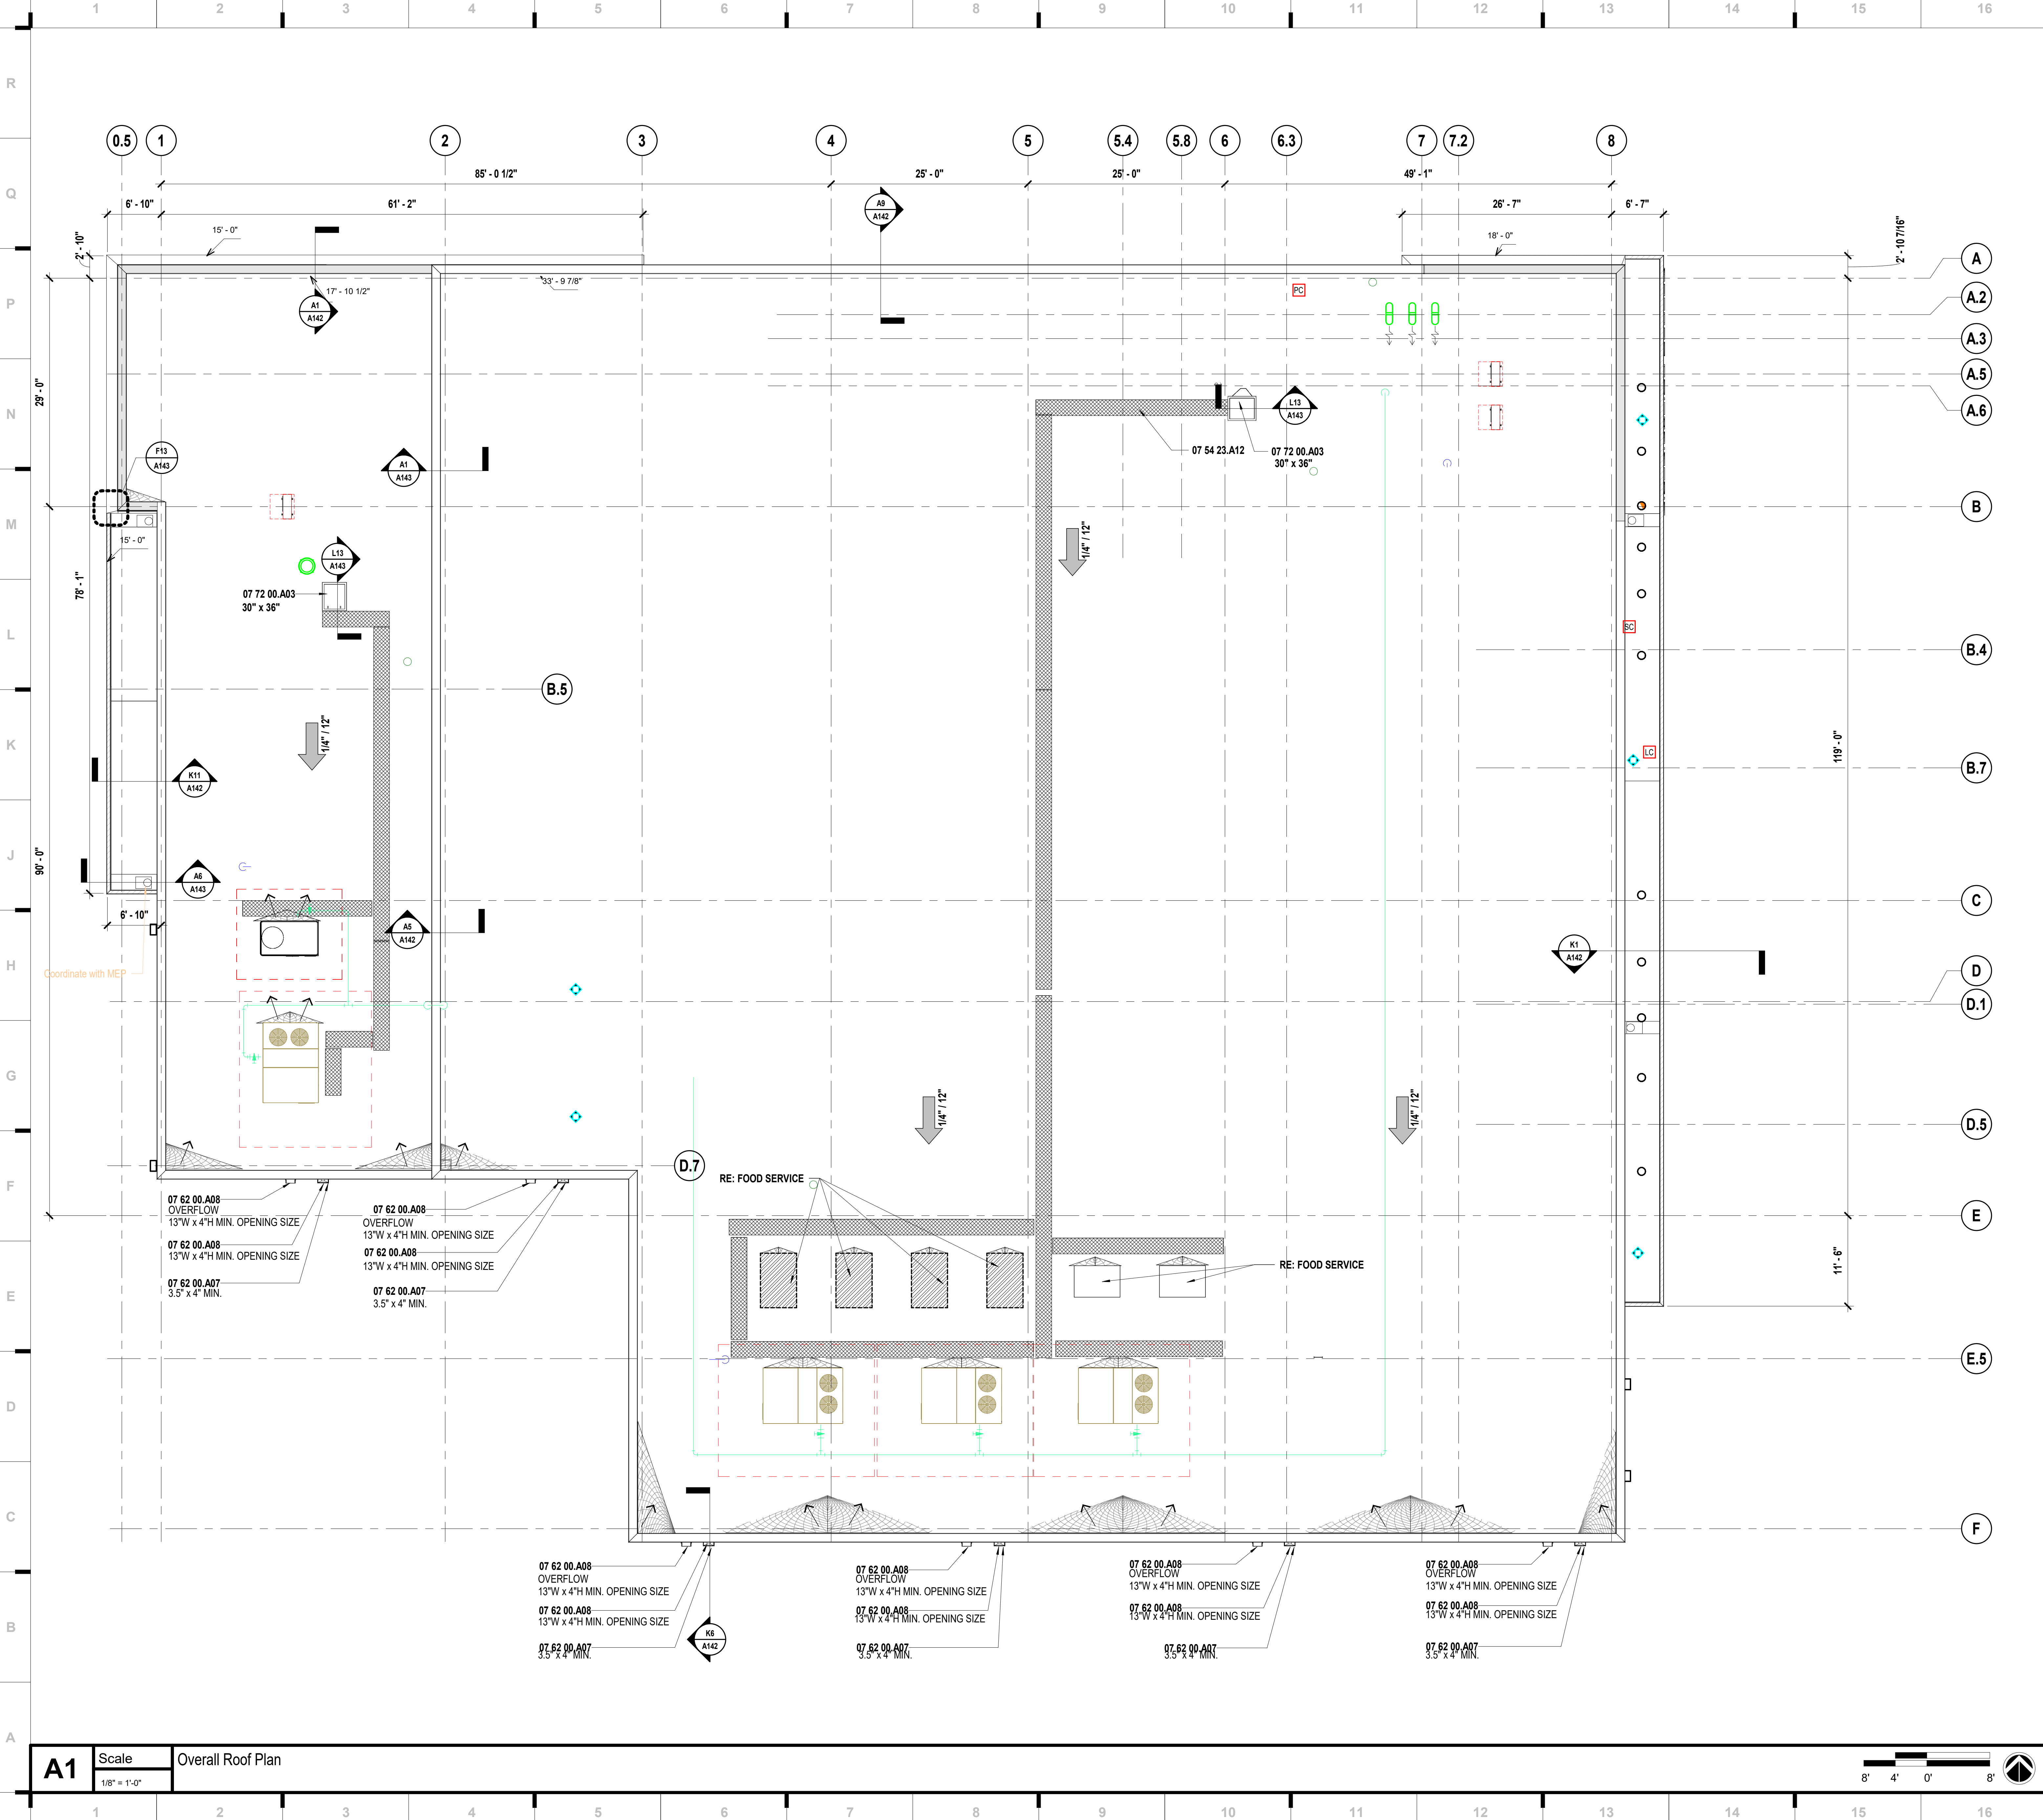 1 2 3 4 5 6 7 8 9 10 11 12 13 14 15 16
R
Q
P
N
M
L
K
J
H
G
F
E
D
C
B
A
0.5 1 2 3 4 5 5.4 5.8 6 6.3 7 7.2 8
85' - 0 1/2" 25' - 0" 25' - 0" 49' - 1"
6' - 10" 61' - 2" 26' - 7" 6' - 7"
A9
A142
15' - 0"
18' - 0"
2' - 10"
2' - 10 7/16"
A
A.2
A.3
A.5
A.6
B
B.4
B.7
C
D
D.1
D.5
E
E.5
F
17' - 10 1/2"
33' - 9 7/8"
A1
A142
PC
29' - 0"
L13
A143
07 54 23.A12
07 72 00.A03
30" x 36"
F13
A143
A1
A143
15' - 0"
L13
A143
1/4" / 12"
78' - 1"
07 72 00.A03
30" x 36"
SC
B.5
1/4" / 12"
LC
119' - 0"
K11
A142
90' - 0"
A6
A143
6' - 10"
A5
A142
K1
A142
Coordinate with MEP
1/4" / 12"
1/4" / 12"
D.7
RE: FOOD SERVICE
07 62 00.A08
OVERFLOW
13"W x 4"H MIN. OPENING SIZE
07 62 00.A08
13"W x 4"H MIN. OPENING SIZE
07 62 00.A07
3.5" x 4" MIN.
07 62 00.A08
OVERFLOW
13"W x 4"H MIN. OPENING SIZE
07 62 00.A08
13"W x 4"H MIN. OPENING SIZE
07 62 00.A07
3.5" x 4" MIN.
RE: FOOD SERVICE
11' - 6"
07 62 00.A08
OVERFLOW
13"W x 4"H MIN. OPENING SIZE
07 62 00.A08
13"W x 4"H MIN. OPENING SIZE
07 62 00.A07
3.5" x 4" MIN.
K6
A142
07 62 00.A08
OVERFLOW
13"W x 4"H MIN. OPENING SIZE
07 62 00.A08
13"W x 4"H MIN. OPENING SIZE
07 62 00.A07
3.5" x 4" MIN.
07 62 00.A08
OVERFLOW
13"W x 4"H MIN. OPENING SIZE
07 62 00.A08
13"W x 4"H MIN. OPENING SIZE
07 62 00.A07
3.5" x 4" MIN.
07 62 00.A08
OVERFLOW
13"W x 4"H MIN. OPENING SIZE
07 62 00.A08
13"W x 4"H MIN. OPENING SIZE
07 62 00.A07
3.5" x 4" MIN.
A1
Scale
1/8" = 1'-0"
Overall Roof Plan
8' 4' 0' 8'
1 2 3 4 5 6 7 8 9 10 11 12 13 14 15 16